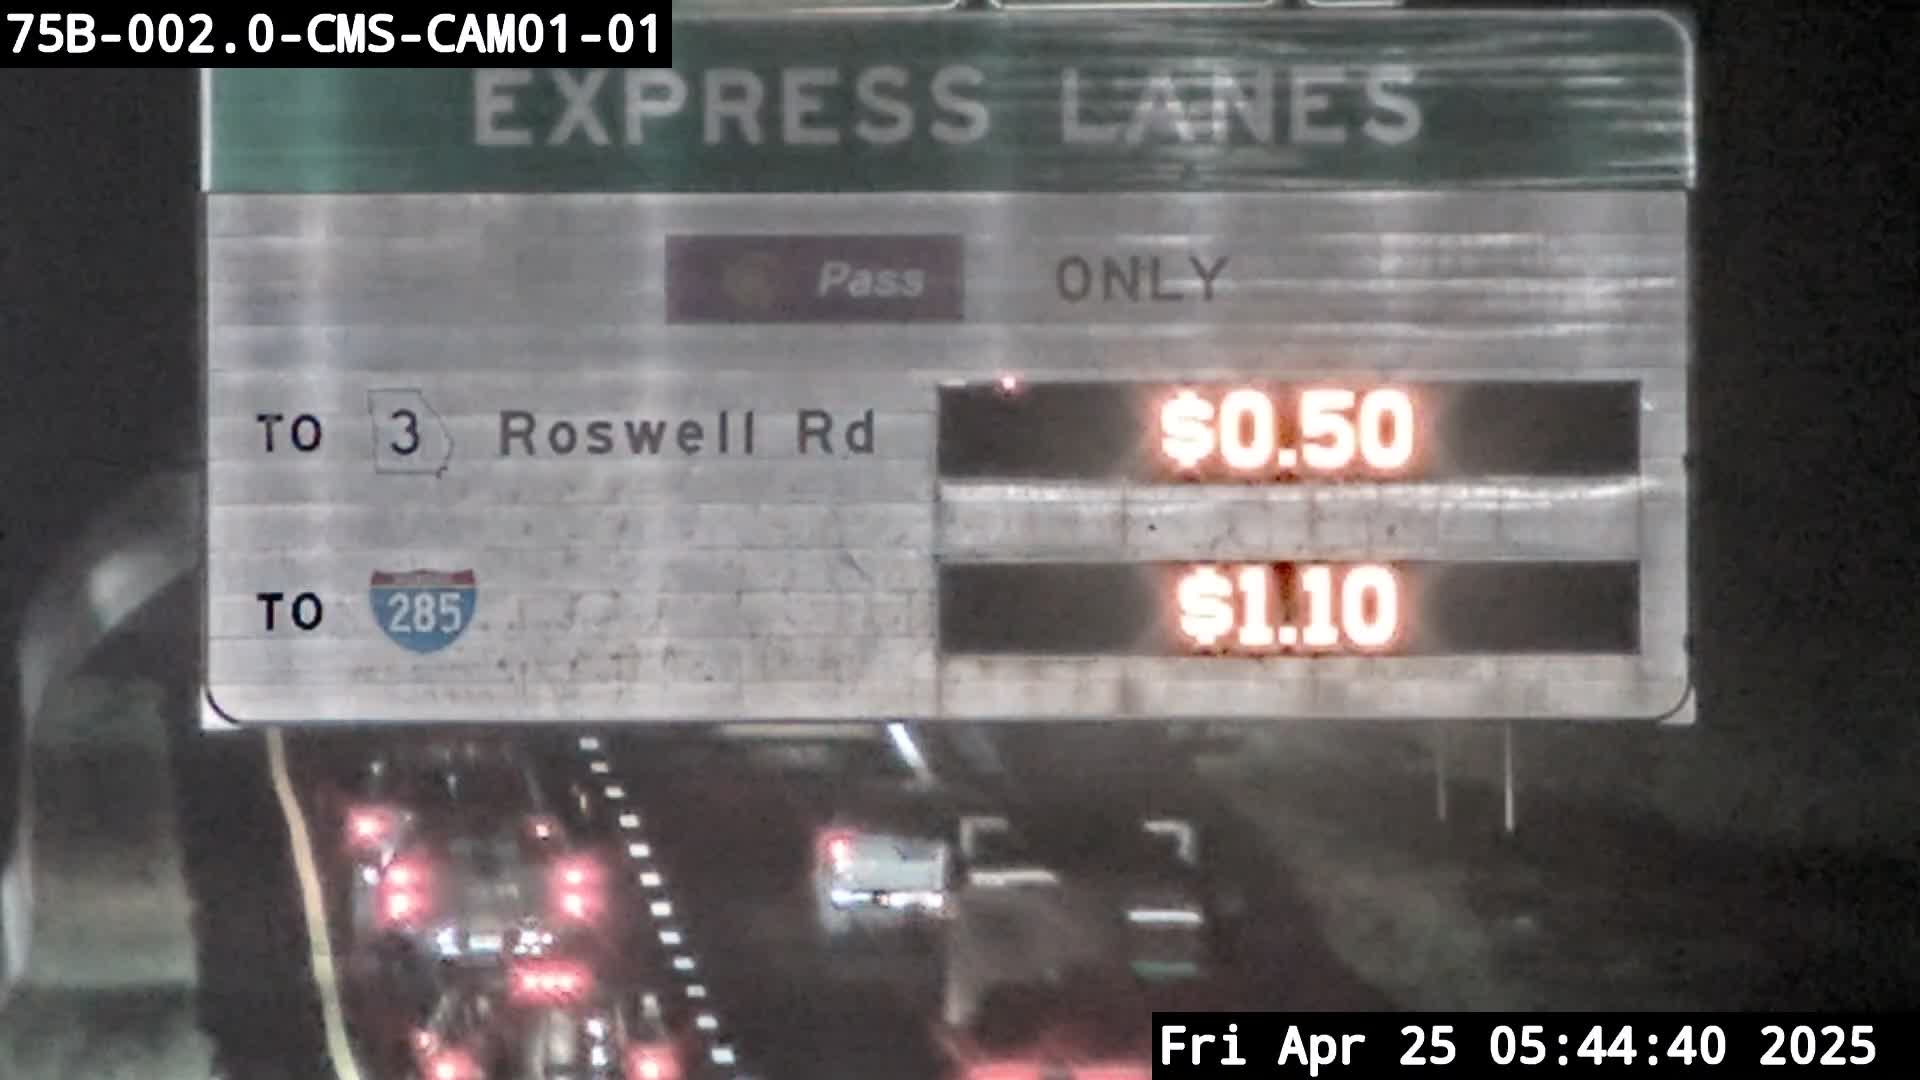 75B-002.0-CMS-CAM01-01
EXPRESS LANES
Pass ONLY
TO 3 Roswell Rd $0.50
TO 285 $1.10
Fri Apr 25 05:44:40 2025